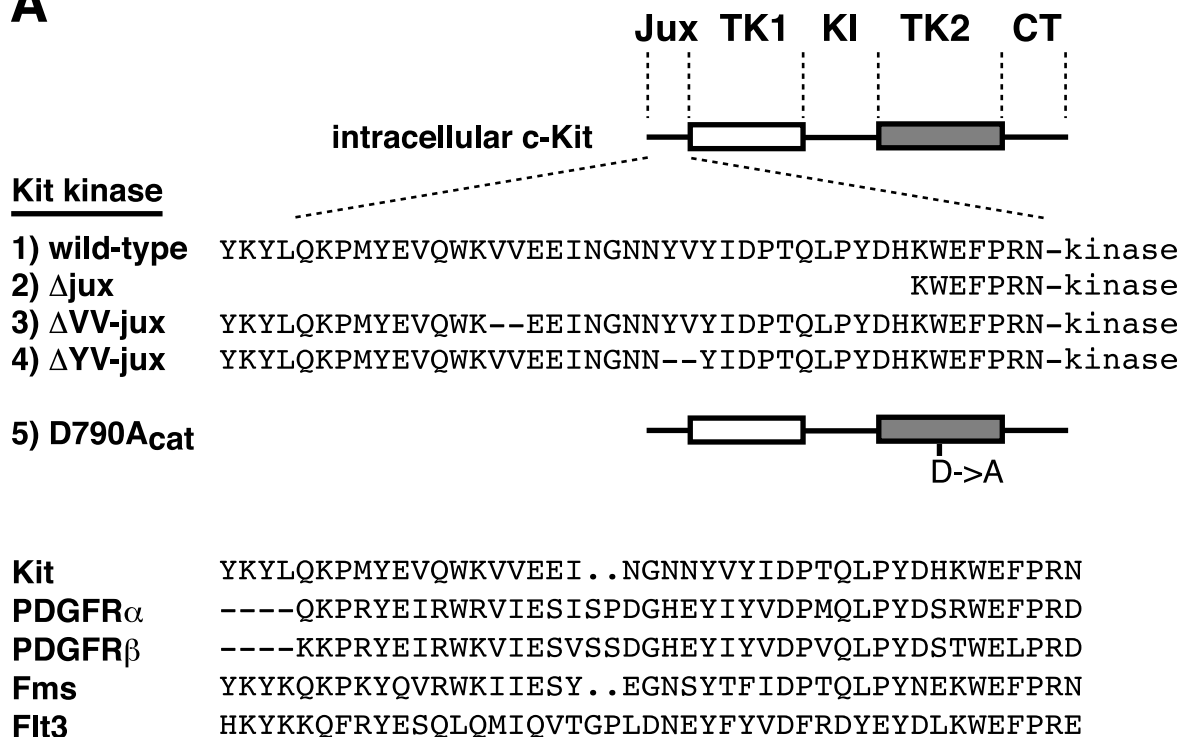 A
Jux TK1 KI TK2 CT
intracellular c-Kit
Kit kinase
1) wild-type YKYLQKPMYEVQWKVVEEINGNNYVYIDPTQLPYDHKWEFPRN-kinase
2) Δjux KWEFPRN-kinase
3) ΔVV-jux YKYLQKPMYEVQWK--EEINGNNYVYIDPTQLPYDHKWEFPRN-kinase
4) ΔYV-jux YKYLQKPMYEVQWKVVEEINGNN--YIDPTQLPYDHKWEFPRN-kinase
5) D790Acat
D->A
Kit YKYLQKPMYEVQWKVVEEI..NGNNYVYIDPTQLPYDHKWEFPRN
PDGFRα ----QKPRYEIRWRVIESISPDGHEYIYVDPMQLPYDSRWEFPRD
PDGFRβ ----KKPRYEIRWKVIESVSSDGHEYIYVDPVQLPYDSTWELPRD
Fms YKYKQKPKYQVRWKIIESY..EGNSYTFIDPTQLPYNEKWEFPRN
Flt3 HKYKKQFRYESQLQMIQVTGPLDNEYFYVDFRDYEYDLKWEFPRE